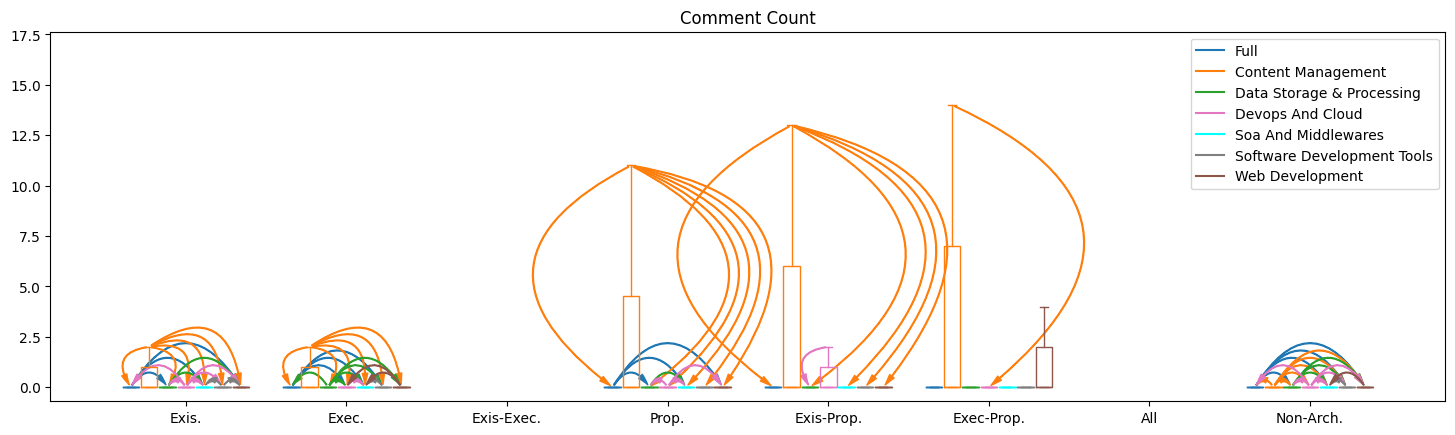 Comment Count
17.5
15.0
12.5
10.0
7.5
5.0
2.5
0.0
Full
Content Management
Data Storage & Processing
Devops And Cloud
Soa And Middlewares
Software Development Tools
Web Development
Exis. Exec. Exis-Exec. Prop. Exis-Prop. Exec-Prop. All Non-Arch.